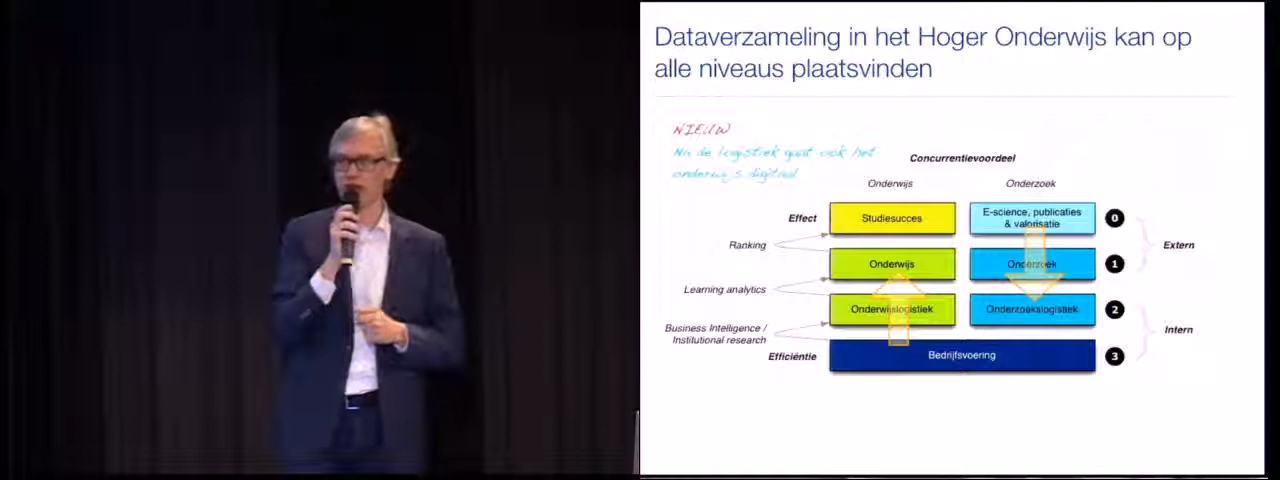 Dataverzameling in het Hoger Onderwijs kan op
alle niveaus plaatsvinden
NIEUW
Na de logistiek gaat ook het
onderwijs digitaal
Concurrentievoordeel
Onderwijs
Onderzoek
Effect
Studiesucces
E-science, publicaties
& valorisatie
0
Ranking
Extern
Onderwijs
Onderzoek
1
Learning analytics
Onderwijslogistiek
Onderzoekslogistiek
2
Business Intelligence /
Institutional research
Intern
Efficiëntie
Bedrijfsvoering
3